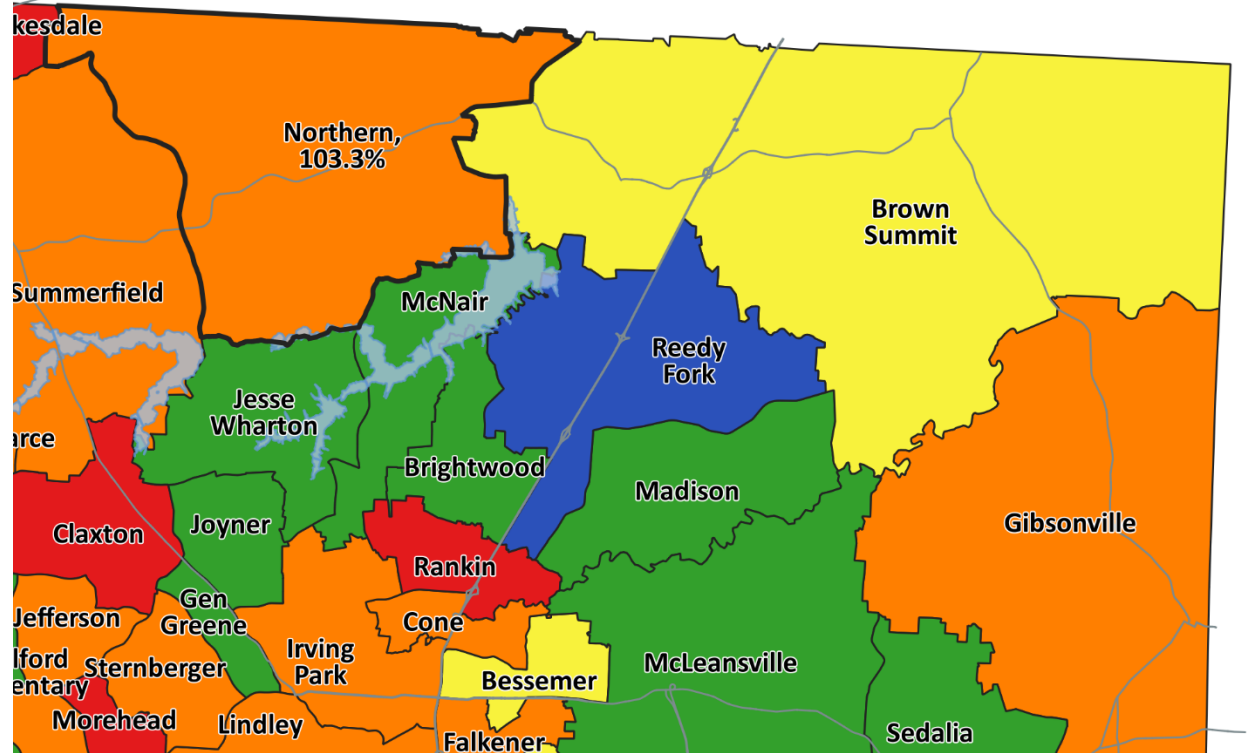 kesdale
Northern,
103.3%
Brown
Summit
Summerfield
McNair
Reedy
Fork
Jesse
Wharton
arce
Brightwood
Madison
Claxton
Joyner
Gibsonville
Rankin
Gen
Greene
Jefferson
Cone
Irving
Park
lford
entary
Sternberger
McLeansville
Bessemer
Morehead
Lindley
Falkener
Sedalia